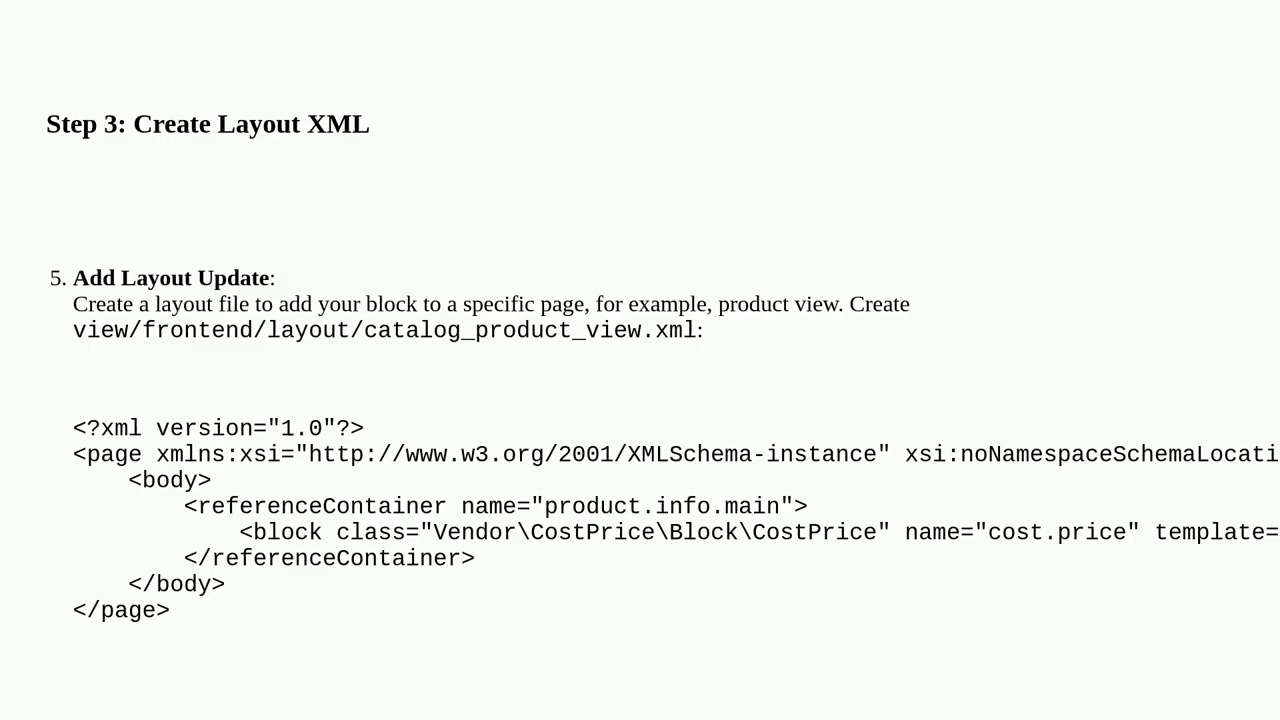 Step 3: Create Layout XML
5. Add Layout Update:
Create a layout file to add your block to a specific page, for example, product view. Create
view/frontend/layout/catalog_product_view.xml:
<?xml version="1.0"?>
<page xmlns:xsi="http://www.w3.org/2001/XMLSchema-instance" xsi:noNamespaceSchemaLocati
    <body>
        <referenceContainer name="product.info.main">
            <block class="Vendor\CostPrice\Block\CostPrice" name="cost.price" template=
        </referenceContainer>
    </body>
</page>